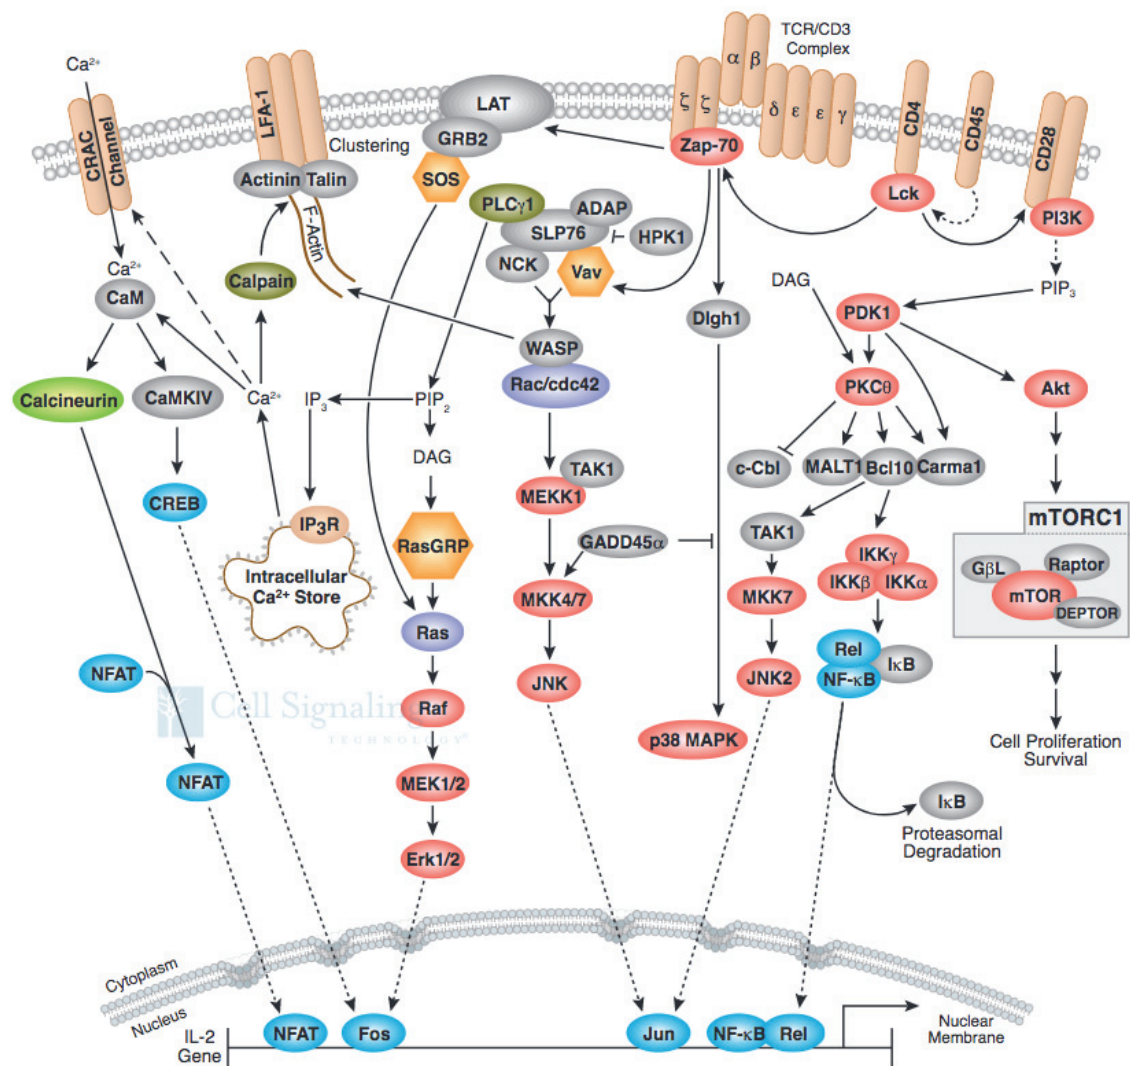 TCR/CD3
Complex
Ca²⁺
α β
LAT
LFA-1
ζ ζ
δ ε ε γ
CD4
CD45
CD28
CRAC
Channel
Clustering
GRB2
Zap-70
Actinin Talin
SOS
Lck
PI3K
PLCγ1
ADAP
SLP76
HPK1
F-Actin
NCK
Vav
Ca²⁺
CaM
Calpain
DAG
PIP₃
Dlgh1
PDK1
WASP
Rac/cdc42
Calcineurin
CaMKIV
Ca²⁺
IP₃
PIP₂
PKCθ
Akt
DAG
TAK1
c-Cbl
MALT1
Bcl10
Carma1
CREB
MEKK1
IP₃R
mTORC1
RasGRP
GADD45α
TAK1
IKKγ
IKKβ
IKKα
GβL
Raptor
mTOR
DEPTOR
Intracellular
Ca²⁺ Store
MKK4/7
MKK7
Ras
Rel
IκB
NF-κB
NFAT
JNK
JNK2
Cell Signaling
TECHNOLOGY®
Raf
p38 MAPK
Cell Proliferation
Survival
NFAT
MEK1/2
IκB
Proteasomal
Degradation
Erk1/2
Cytoplasm
Nucleus
IL-2
Gene
NFAT
Fos
Jun
NF-κB
Rel
Nuclear
Membrane